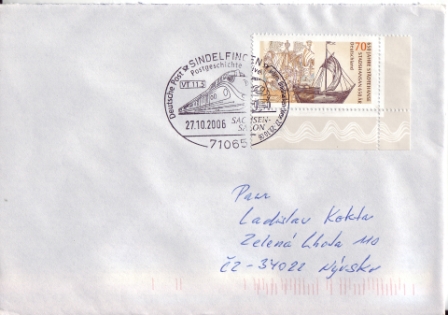 Deutsche Post SINDELFINGEN
Postgeschichte
VT 11.5
27.10.2006
SACHSEN-
SALON
71065
70
Deutschland
Pan
Ladislav Kokta
Zelená Lhota 110
CZ-34022 Nýrsko